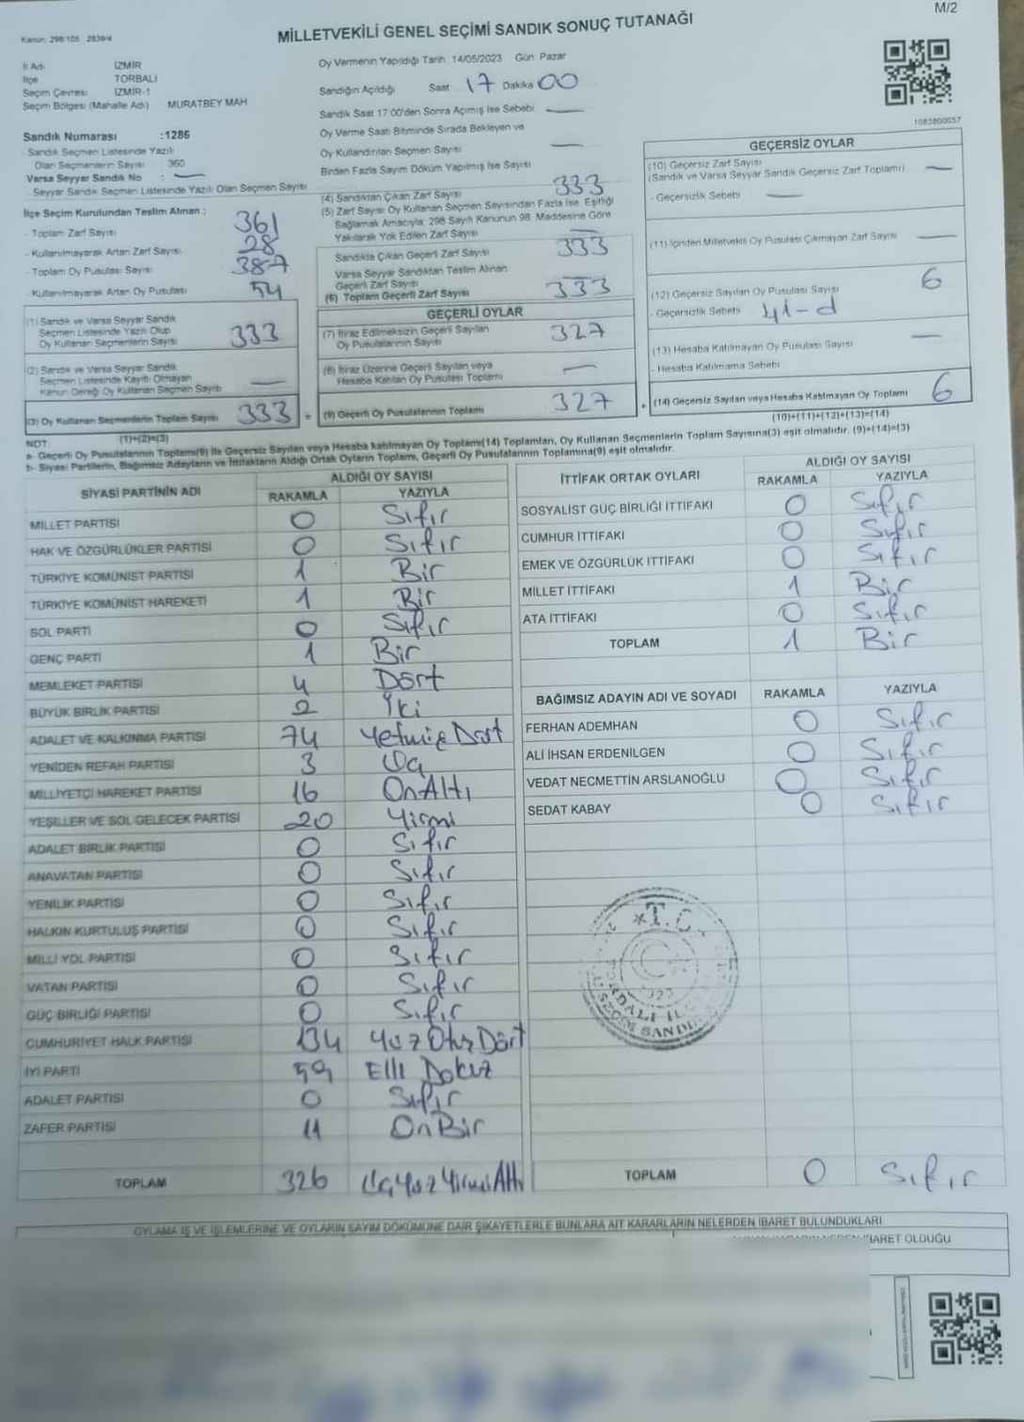 M/2
Kanun: 298/105 2839/4
MİLLETVEKİLİ GENEL SEÇİMİ SANDIK SONUÇ TUTANAĞI
İl Adı : İZMİR
İlçe : TORBALI
Seçim Çevresi : İZMİR-1
Seçim Bölgesi (Mahalle Adı) MURATBEY MAH
Sandık Numarası :1286
- Sandık Seçmen Listesinde Yazılı
Olan Seçmenlerin Sayısı 360
Varsa Seyyar Sandık No : —
Seyyar Sandık Seçmen Listesinde Yazılı Olan Seçmen Sayısı
İlçe Seçim Kurulundan Teslim Alınan :
- Toplam Zarf Sayısı 361
- Kullanılmayarak Artan Zarf Sayısı 28
- Toplam Oy Pusulası Sayısı 387
- Kullanılmayarak Artan Oy Pusulası 54
(1) Sandık ve Varsa Seyyar Sandık
Seçmen Listesinde Yazılı Olup
Oy Kullanan Seçmenlerin Sayısı 333
(2) Sandık ve Varsa Seyyar Sandık
Seçmen Listesinde Kayıtlı Olmayan
Kanun Gereği Oy Kullanan Seçmen Sayısı —
(3) Oy Kullanan Seçmenlerin Toplam Sayısı 333
(1)+(2)=(3)
Oy Vermenin Yapıldığı Tarih: 14/05/2023 Gün: Pazar
Sandığın Açıldığı Saat 17 Dakika 00
Sandık Saat 17:00'den Sonra Açılmış İse Sebebi —
Oy Verme Saati Bitiminde Sırada Bekleyen ve
Oy Kullandırılan Seçmen Sayısı —
Birden Fazla Sayım Döküm Yapılmış İse Sayısı
(4) Sandıktan Çıkan Zarf Sayısı 333
(5) Zarf Sayısı Oy Kullanan Seçmen Sayısından Fazla İse, Eşitliği
Sağlamak Amacıyla, 298 Sayılı Kanunun 98. Maddesine Göre
Yakılarak Yok Edilen Zarf Sayısı —
Sandıkta Çıkan Geçerli Zarf Sayısı 333
Varsa Seyyar Sandıktan Teslim Alınan
Geçerli Zarf Sayısı
(6) Toplam Geçerli Zarf Sayısı 333
GEÇERLİ OYLAR
(7) İtiraz Edilmeksizin Geçerli Sayılan
Oy Pusulalarının Sayısı 327
(8) İtiraz Üzerine Geçerli Sayılan veya
Hesaba Katılan Oy Pusulası Toplamı —
(9) Geçerli Oy Pusulalarının Toplamı 327
1083800057
GEÇERSİZ OYLAR
(10) Geçersiz Zarf Sayısı
(Sandık ve Varsa Seyyar Sandık Geçersiz Zarf Toplamı) —
- Geçersizlik Sebebi —
(11) İçinden Milletvekili Oy Pusulası Çıkmayan Zarf Sayısı —
(12) Geçersiz Sayılan Oy Pusulası Sayısı 6
- Geçersizlik Sebebi 41-d
(13) Hesaba Katılmayan Oy Pusulası Sayısı —
- Hesaba Katılmama Sebebi
(14) Geçersiz Sayılan veya Hesaba Katılmayan Oy Toplamı 6
(10)+(11)+(12)+(13)=(14)
NOT:
a- Geçerli Oy Pusulalarının Toplamı(9) ile Geçersiz Sayılan veya Hesaba katılmayan Oy Toplamı(14) Toplamları, Oy Kullanan Seçmenlerin Toplam Sayısına(3) eşit olmalıdır. (9)+(14)=(3)
b- Siyasi Partilerin, Bağımsız Adayların ve İttifakların Aldığı Ortak Oyların Toplamı, Geçerli Oy Pusulalarının Toplamına(9) eşit olmalıdır.
SİYASİ PARTİNİN ADI ALDIĞI OY SAYISI
RAKAMLA YAZIYLA
MİLLET PARTİSİ 0 Sıfır
HAK VE ÖZGÜRLÜKLER PARTİSİ 0 Sıfır
TÜRKİYE KOMÜNİST PARTİSİ 1 Bir
TÜRKİYE KOMÜNİST HAREKETİ 1 Bir
SOL PARTİ 0 Sıfır
GENÇ PARTİ 1 Bir
MEMLEKET PARTİSİ 4 Dört
BÜYÜK BİRLİK PARTİSİ 2 İki
ADALET VE KALKINMA PARTİSİ 74 Yetmiş Dört
YENİDEN REFAH PARTİSİ 3 Üç
MİLLİYETÇİ HAREKET PARTİSİ 16 On Altı
YEŞİLLER VE SOL GELECEK PARTİSİ 20 Yirmi
ADALET BİRLİK PARTİSİ 0 Sıfır
ANAVATAN PARTİSİ 0 Sıfır
YENİLİK PARTİSİ 0 Sıfır
HALKIN KURTULUŞ PARTİSİ 0 Sıfır
MİLLİ YOL PARTİSİ 0 Sıfır
VATAN PARTİSİ 0 Sıfır
GÜÇ BİRLİĞİ PARTİSİ 0 Sıfır
CUMHURİYET HALK PARTİSİ 134 Yüz Otuz Dört
İYİ PARTİ 59 Elli Dokuz
ADALET PARTİSİ 0 Sıfır
ZAFER PARTİSİ 11 On Bir
TOPLAM 326 Üç Yüz Yirmi Altı
İTTİFAK ORTAK OYLARI ALDIĞI OY SAYISI
RAKAMLA YAZIYLA
SOSYALİST GÜÇ BİRLİĞİ İTTİFAKI 0 Sıfır
CUMHUR İTTİFAKI 0 Sıfır
EMEK VE ÖZGÜRLÜK İTTİFAKI 0 Sıfır
MİLLET İTTİFAKI 1 Bir
ATA İTTİFAKI 0 Sıfır
TOPLAM 1 Bir
BAĞIMSIZ ADAYIN ADI VE SOYADI RAKAMLA YAZIYLA
FERHAN ADEMHAN 0 Sıfır
ALİ İHSAN ERDENİLGEN 0 Sıfır
VEDAT NECMETTİN ARSLANOĞLU 0 Sıfır
SEDAT KABAY 0 Sıfır
T.C.
TOPLAM 0 Sıfır
OYLAMA İŞ VE İŞLEMLERİNE VE OYLARIN SAYIM DÖKÜMÜNE DAİR ŞİKAYETLERLE BUNLARA AİT KARARLARIN NELERDEN İBARET BULUNDUKLARI
OLDUĞU